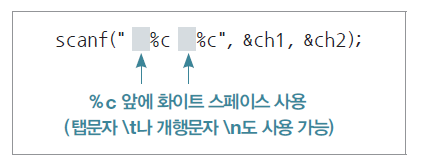 scanf(" %c %c", &ch1, &ch2);
%c 앞에 화이트 스페이스 사용
(탭문자 \t나 개행문자 \n도 사용 가능)